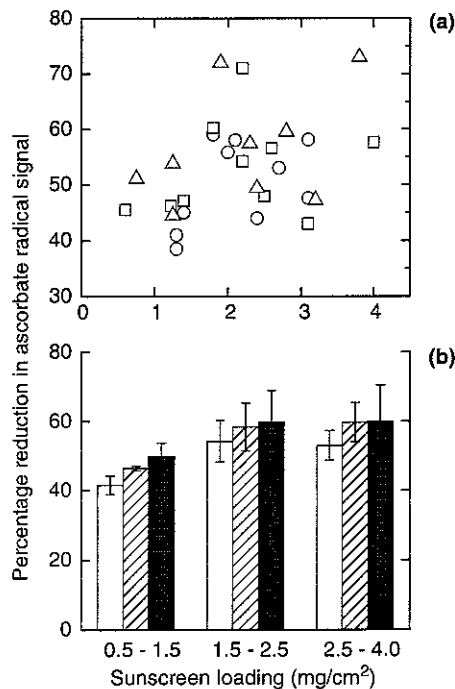 (a)
80
70
60
50
40
30
0 1 2 3 4
(b)
80
60
40
20
0
0.5 - 1.5 1.5 - 2.5 2.5 - 4.0
Sunscreen loading (mg/cm²)
Percentage reduction in ascorbate radical signal